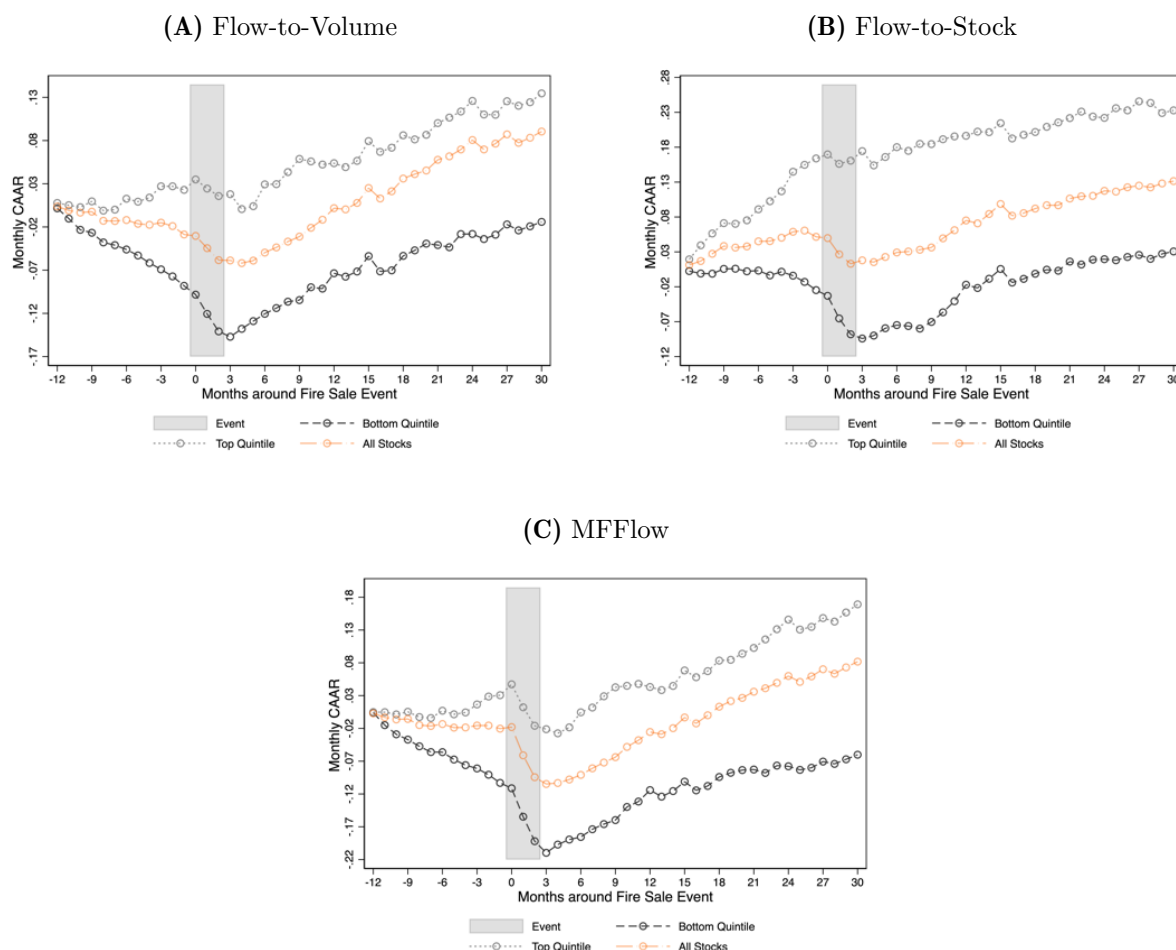 (A) Flow-to-Volume
Monthly CAAR
.13
.08
.03
-.02
-.07
-.12
-.17
-12 -9 -6 -3 0 3 6 9 12 15 18 21 24 27 30
Months around Fire Sale Event
Event Bottom Quintile
Top Quintile All Stocks
(B) Flow-to-Stock
Monthly CAAR
.28
.23
.18
.13
.08
.03
-.02
-.07
-.12
-12 -9 -6 -3 0 3 6 9 12 15 18 21 24 27 30
Months around Fire Sale Event
Event Bottom Quintile
Top Quintile All Stocks
(C) MFFlow
Monthly CAAR
.18
.13
.08
.03
-.02
-.07
-.12
-.17
-.22
-12 -9 -6 -3 0 3 6 9 12 15 18 21 24 27 30
Months around Fire Sale Event
Event Bottom Quintile
Top Quintile All Stocks